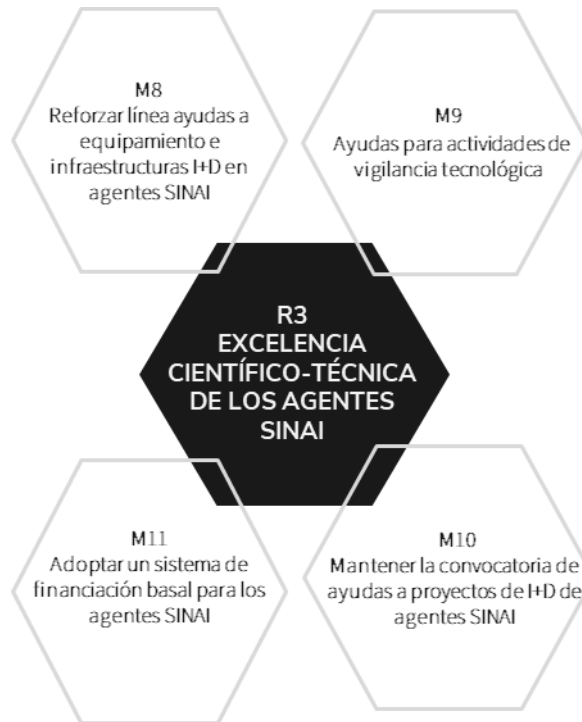 M8
Reforzar línea ayudas a
equipamiento e
infraestructuras I+D en
agentes SINAI
M9
Ayudas para actividades de
vigilancia tecnológica
R3
EXCELENCIA
CIENTÍFICO-TÉCNICA
DE LOS AGENTES
SINAI
M11
Adoptar un sistema de
financiación basal para los
agentes SINAI
M10
Mantener la convocatoria de
ayudas a proyectos de I+D de
agentes SINAI